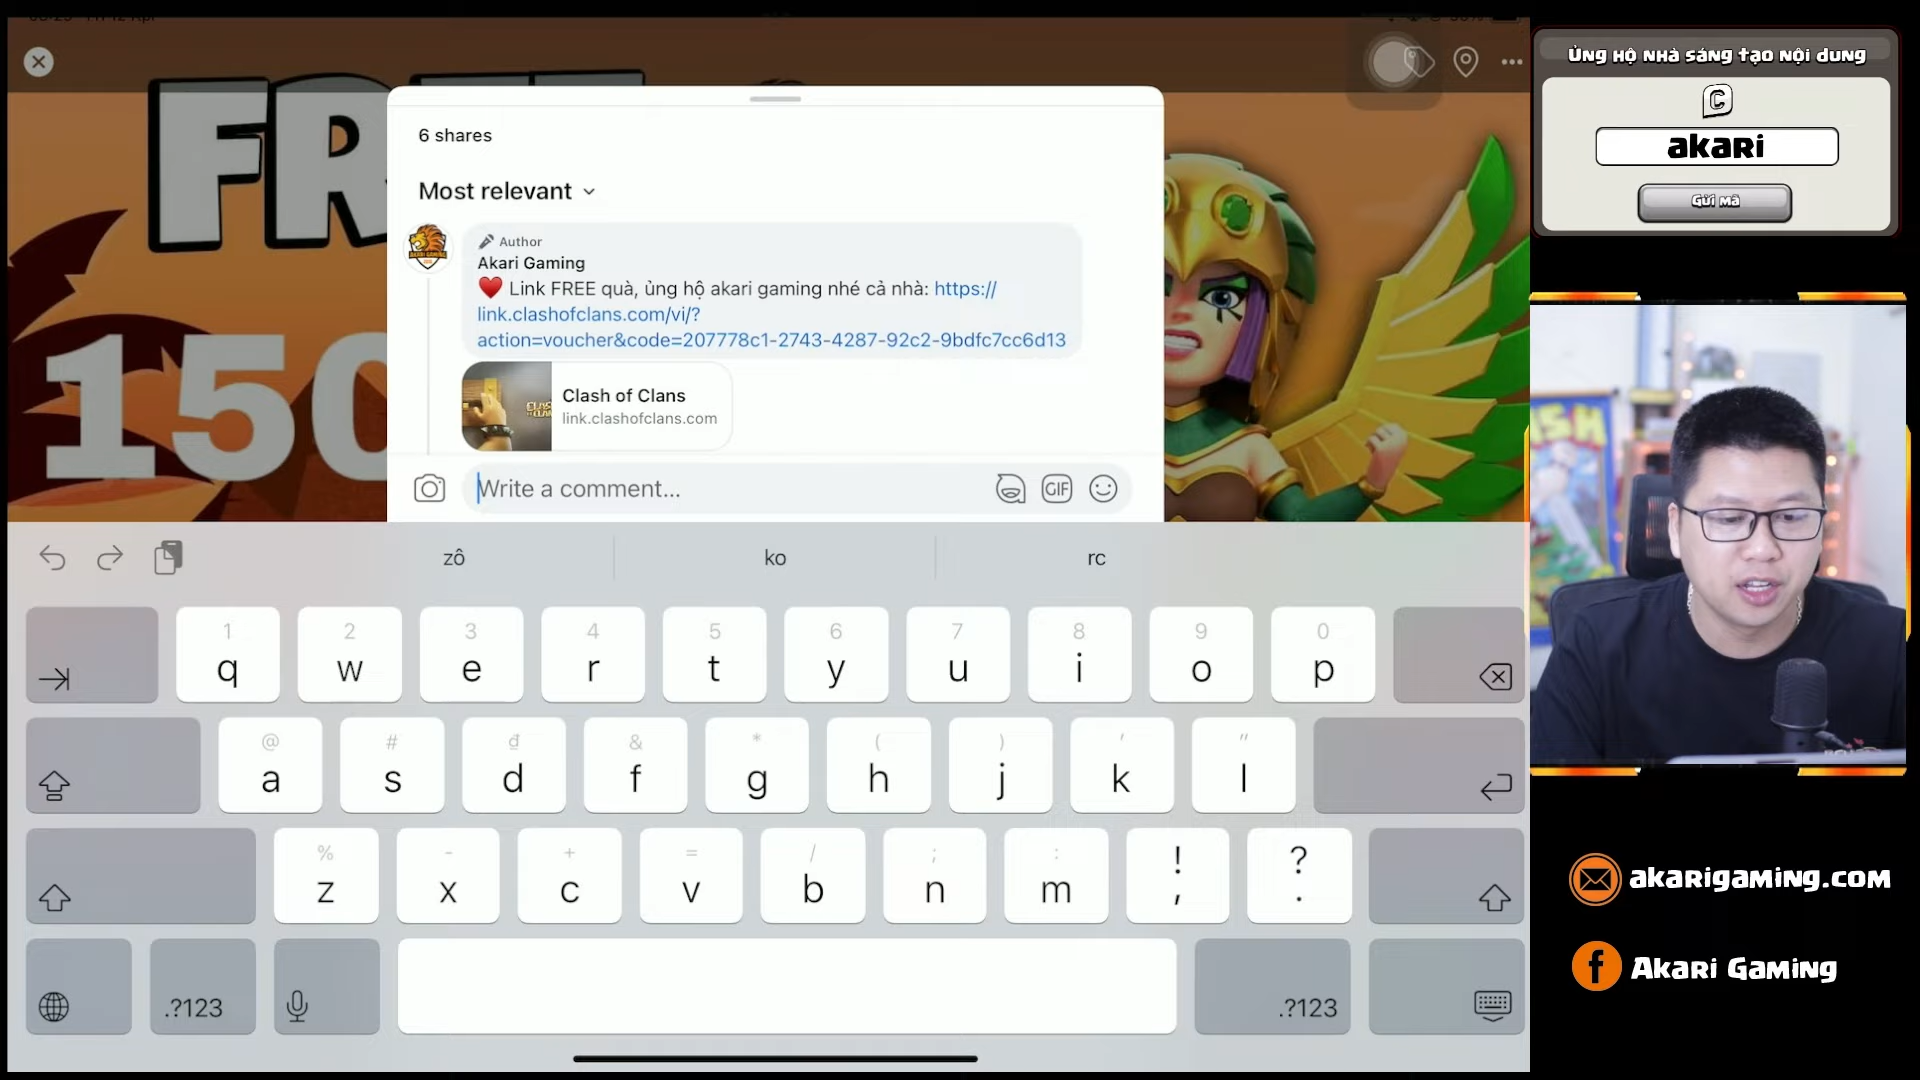 FR
150
6 shares
Most relevant
Author
Akari Gaming
❤️ Link FREE quà, ủng hộ akari gaming nhé cả nhà: https://
link.clashofclans.com/vi/?
action=voucher&code=207778c1-2743-4287-92c2-9bdfc7cc6d13
Clash of Clans
link.clashofclans.com
Write a comment...
GIF
zô ko rc
1 2 3 4 5 6 7 8 9 0
q w e r t y u i o p
@ # ₫ & * ( ) ' "
a s d f g h j k l
% - + = / ; : ! ?
z x c v b n m , .
.?123 .?123
Ủng hộ nhà sáng tạo nội dung
C
akari
Gửi mã
akarigaming.com
Akari Gaming